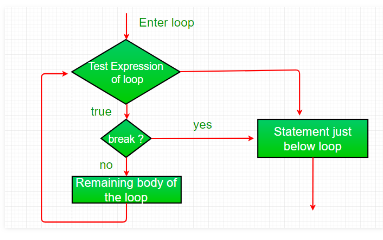 Enter loop
Test Expression
of loop
true
break ?
yes
Statement just
below loop
no
Remaining body of
the loop